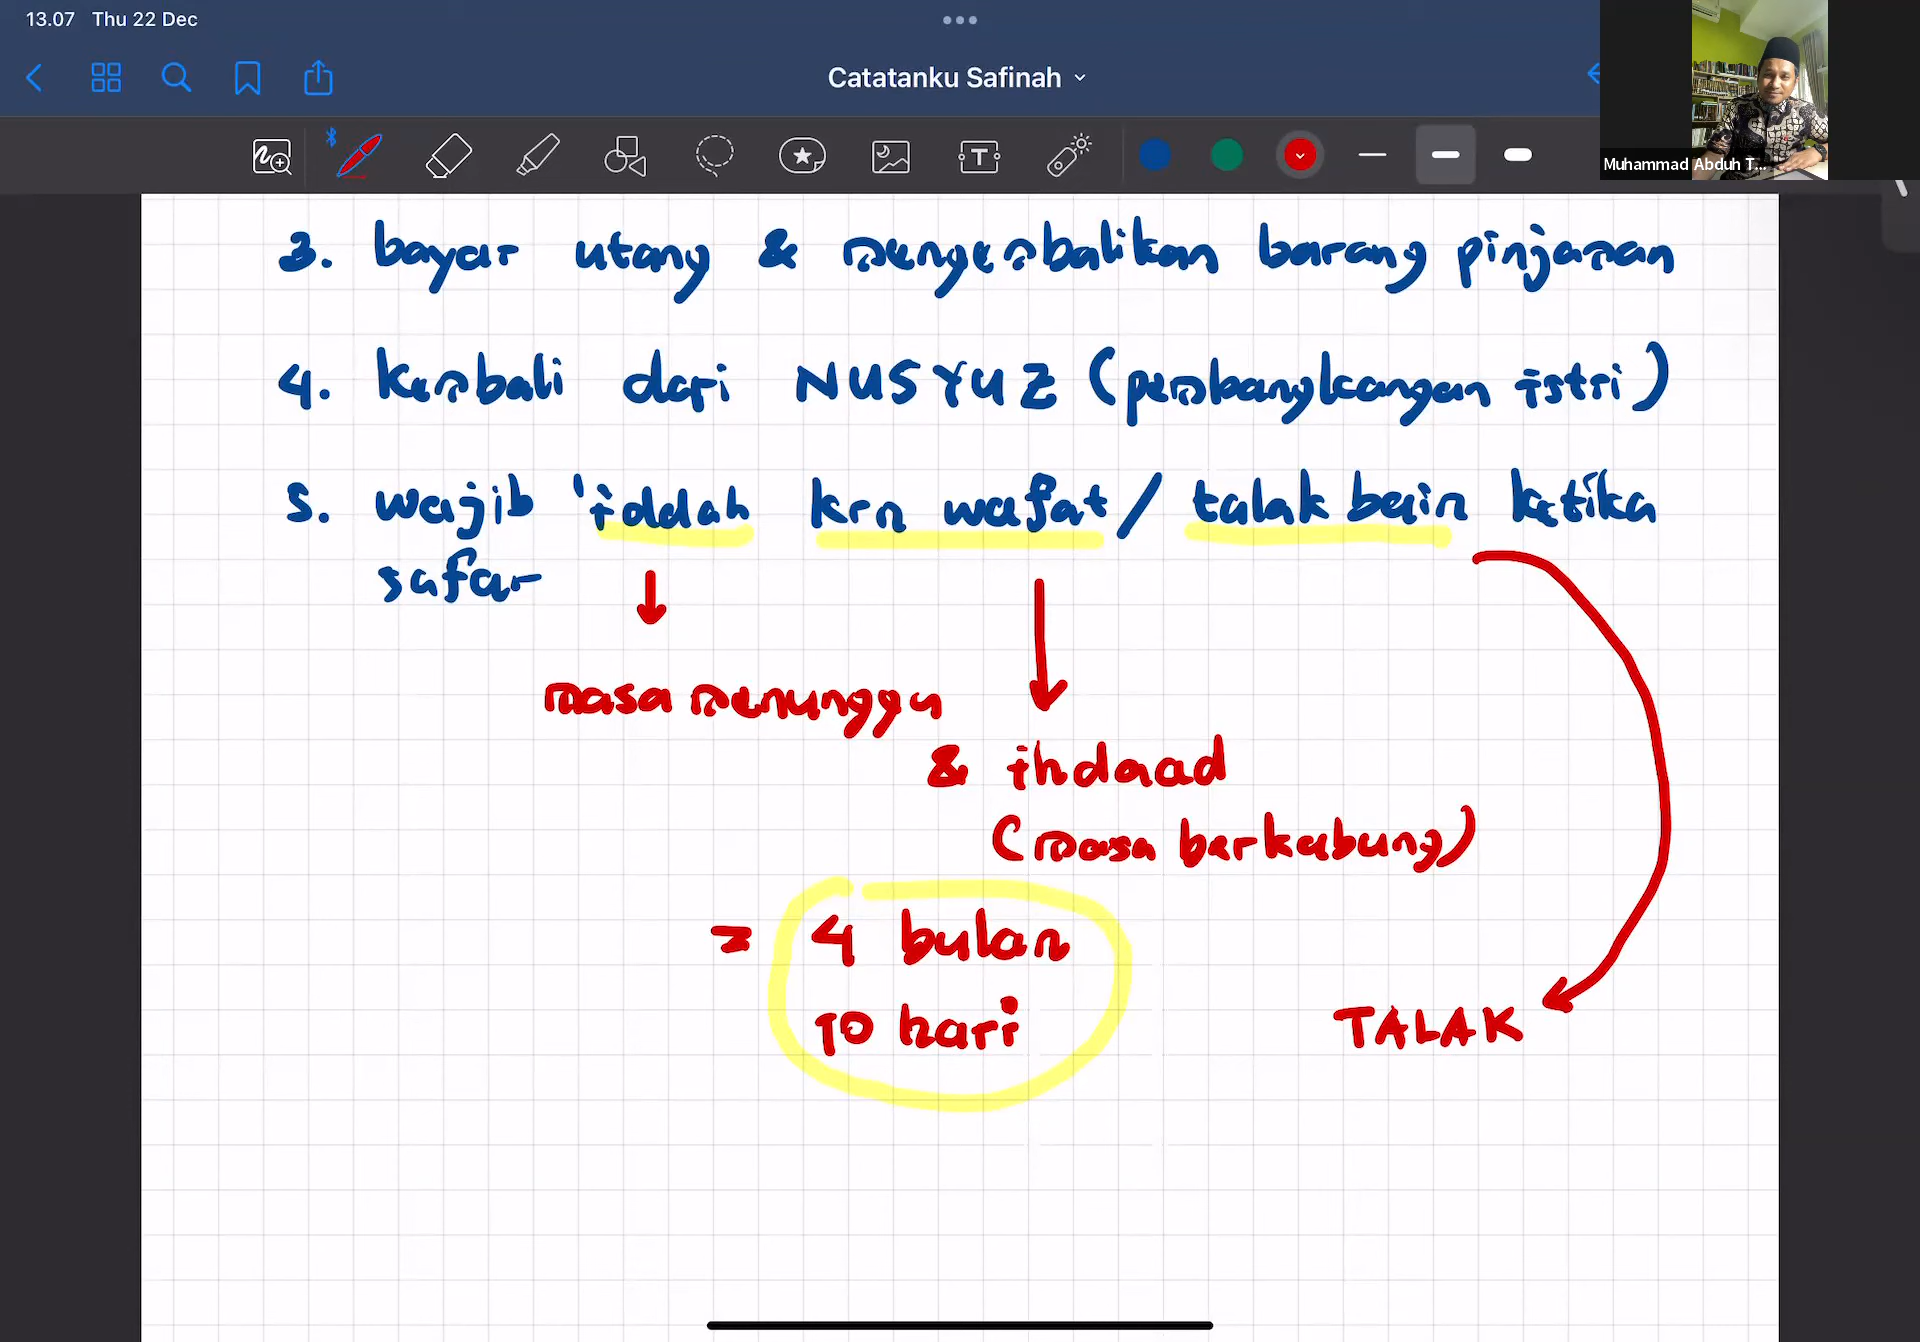 13.07 Thu 22 Dec
Catatanku Safinah
Muhammad Abduh T...
3. bayar utang & mengembalikan barang pinjaman
4. kembali dari NUSYUZ (pembangkangan istri)
5. wajib 'iddah krn wafat / talak bain ketika
safar
masa menunggu
& ihdaad
(masa berkabung)
= 4 bulan
10 hari
TALAK